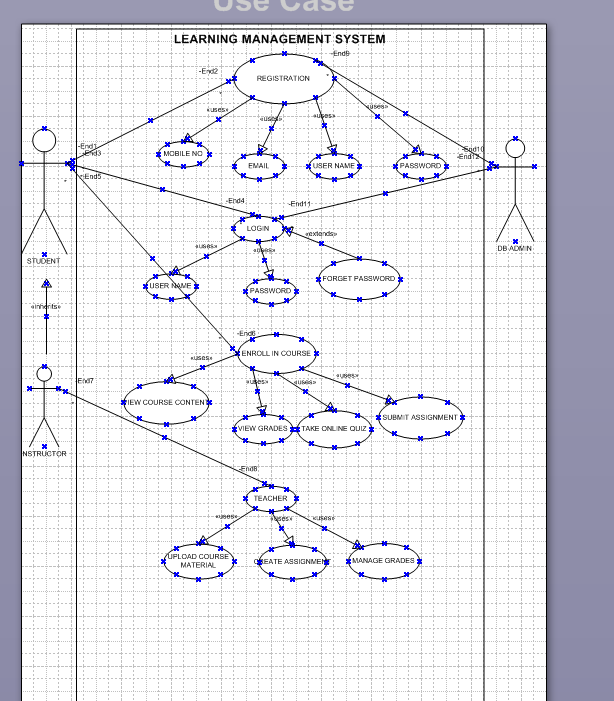 Use Case
LEARNING MANAGEMENT SYSTEM
-End9
-End2
REGISTRATION
«uses»
«uses»
«uses»
«uses»
-End1
-End3
-End10
-End12
MOBILE NO
EMAIL
USER NAME
PASSWORD
-End5
-End4
-End11
LOGIN
«extends»
DB ADMIN
«uses»
«uses»
STUDENT
FORGET PASSWORD
USER NAME
PASSWORD
«inherits»
-End6
ENROLL IN COURSE
«uses»
«uses»
«uses»
«uses»
-End7
VIEW COURSE CONTENT
SUBMIT ASSIGNMENT
VIEW GRADES
TAKE ONLINE QUIZ
NSTRUCTOR
-End8
TEACHER
«uses»
«uses»
«uses»
UPLOAD COURSE
MATERIAL
CREATE ASSIGNMENT
MANAGE GRADES